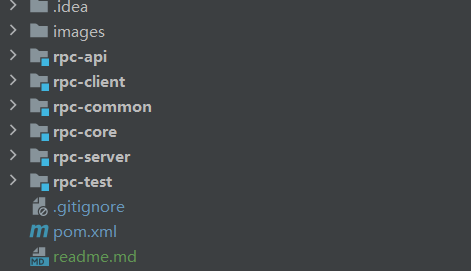 .idea
images
rpc-api
rpc-client
rpc-common
rpc-core
rpc-server
rpc-test
.gitignore
m pom.xml
MD readme.md